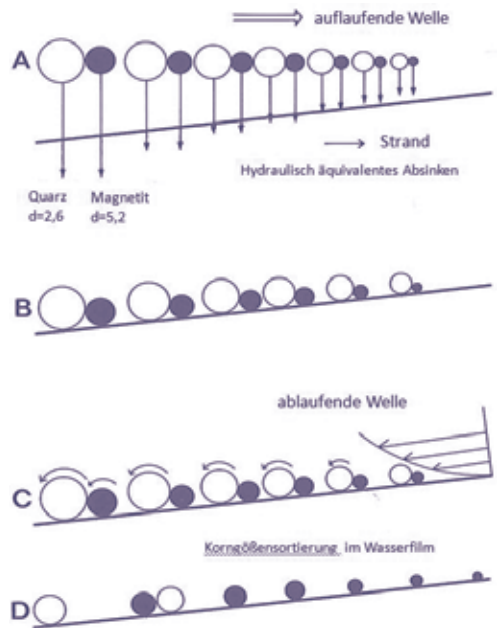 auflaufende Welle
A
Strand
Hydraulisch äquivalentes Absinken
Quarz Magnetit
d=2,6 d=5,2
B
ablaufende Welle
C
Korngößensortierung im Wasserfilm
D